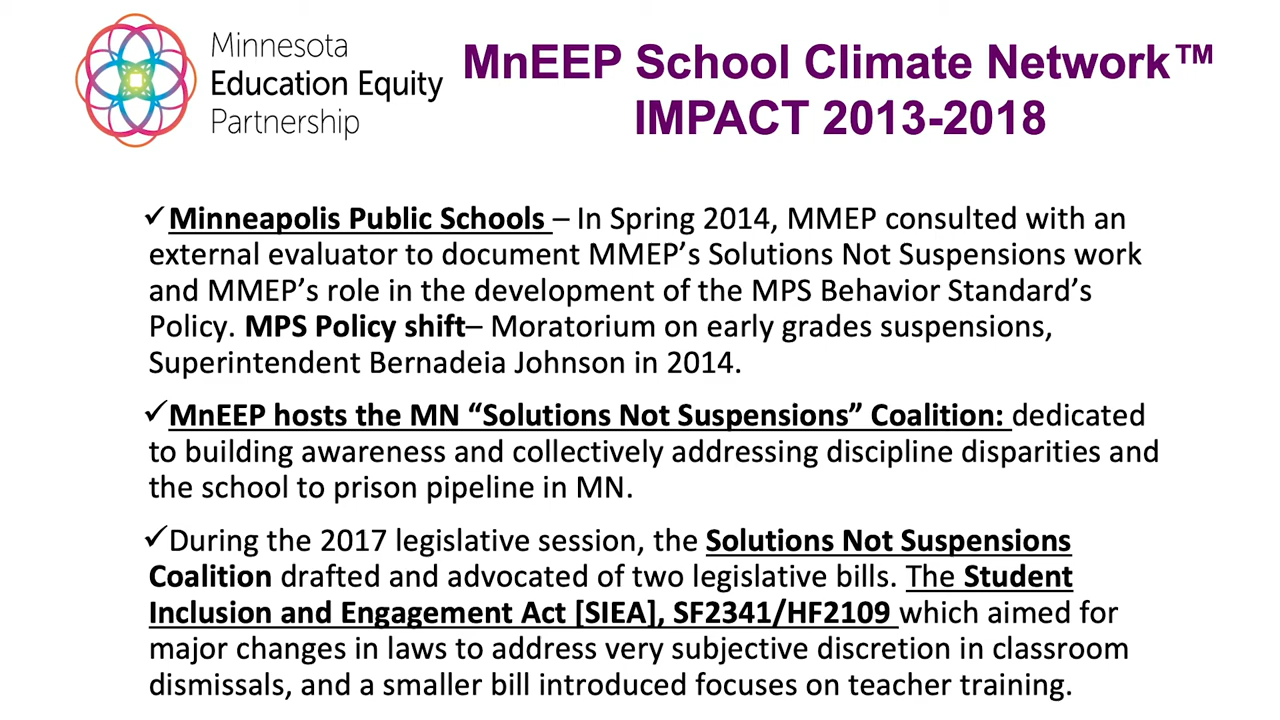 Minnesota
Education Equity
Partnership
MnEEP School Climate Network™
IMPACT 2013-2018
✓Minneapolis Public Schools – In Spring 2014, MMEP consulted with an
external evaluator to document MMEP’s Solutions Not Suspensions work
and MMEP’s role in the development of the MPS Behavior Standard’s
Policy. MPS Policy shift– Moratorium on early grades suspensions,
Superintendent Bernadeia Johnson in 2014.
✓MnEEP hosts the MN “Solutions Not Suspensions” Coalition: dedicated
to building awareness and collectively addressing discipline disparities and
the school to prison pipeline in MN.
✓During the 2017 legislative session, the Solutions Not Suspensions
Coalition drafted and advocated of two legislative bills. The Student
Inclusion and Engagement Act [SIEA], SF2341/HF2109 which aimed for
major changes in laws to address very subjective discretion in classroom
dismissals, and a smaller bill introduced focuses on teacher training.